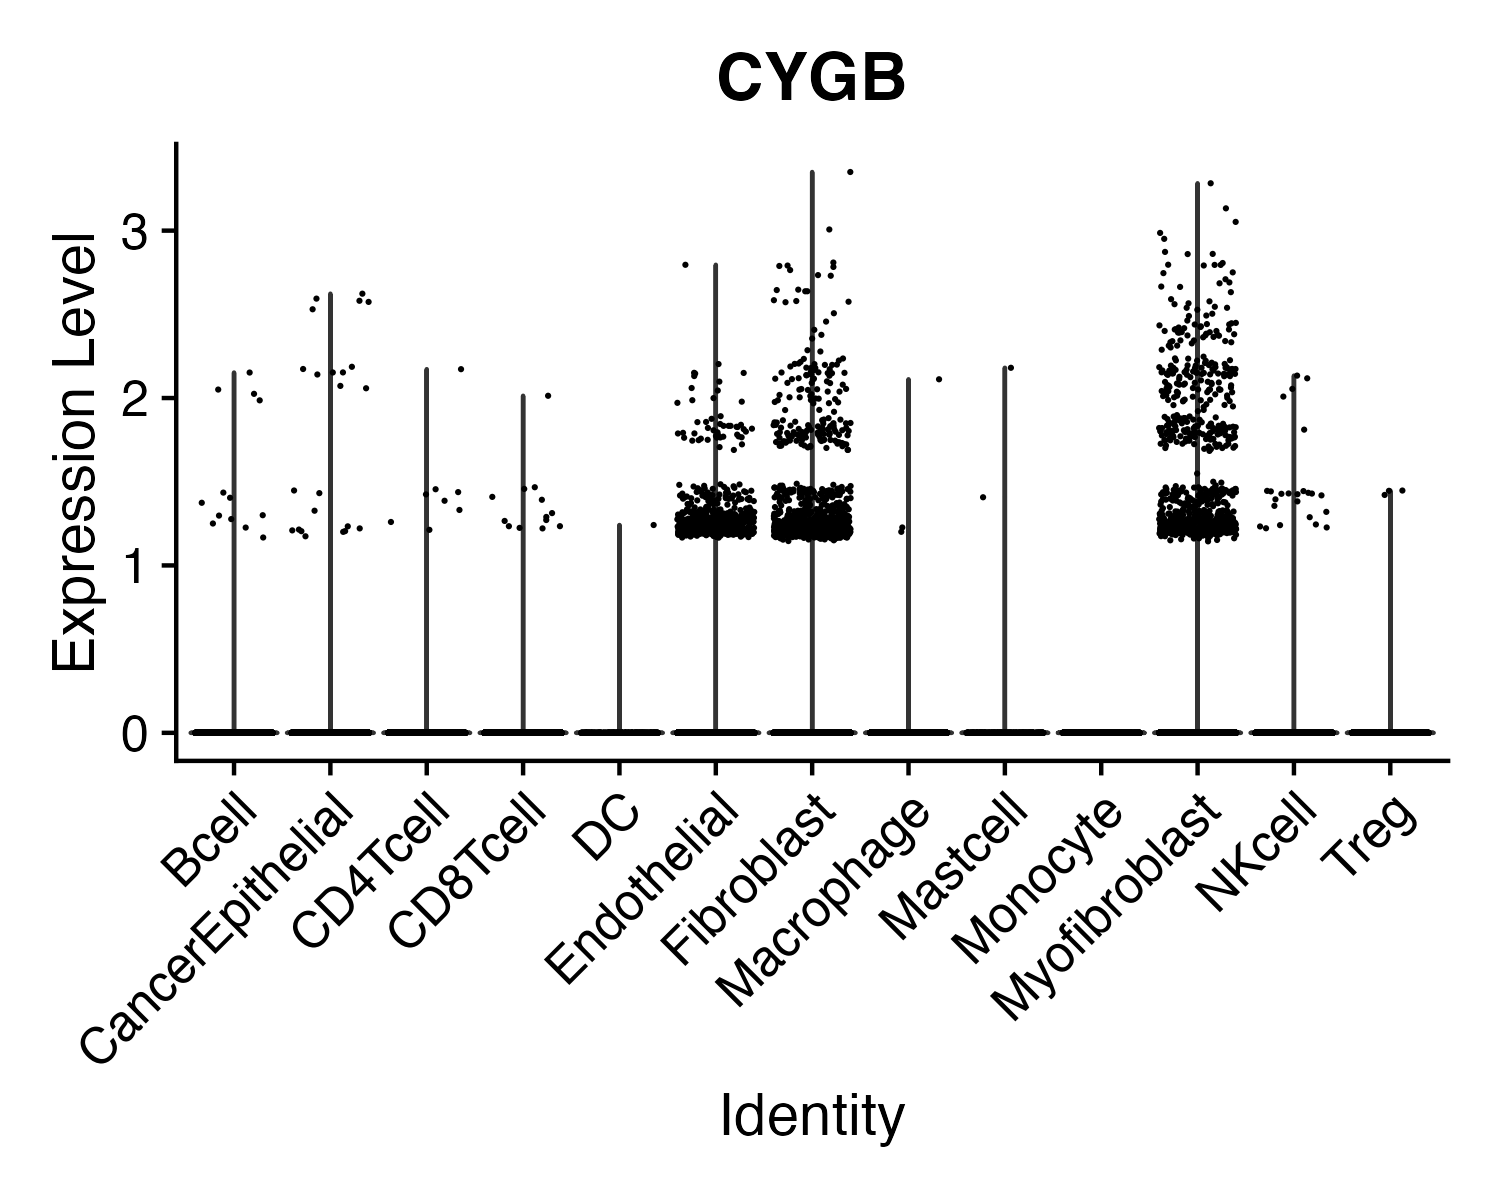 CYGB
Expression Level
3
2
1
0
Bcell
CancerEpithelial
CD4Tcell
CD8Tcell
DC
Endothelial
Fibroblast
Macrophage
Mastcell
Monocyte
Myofibroblast
NKcell
Treg
Identity